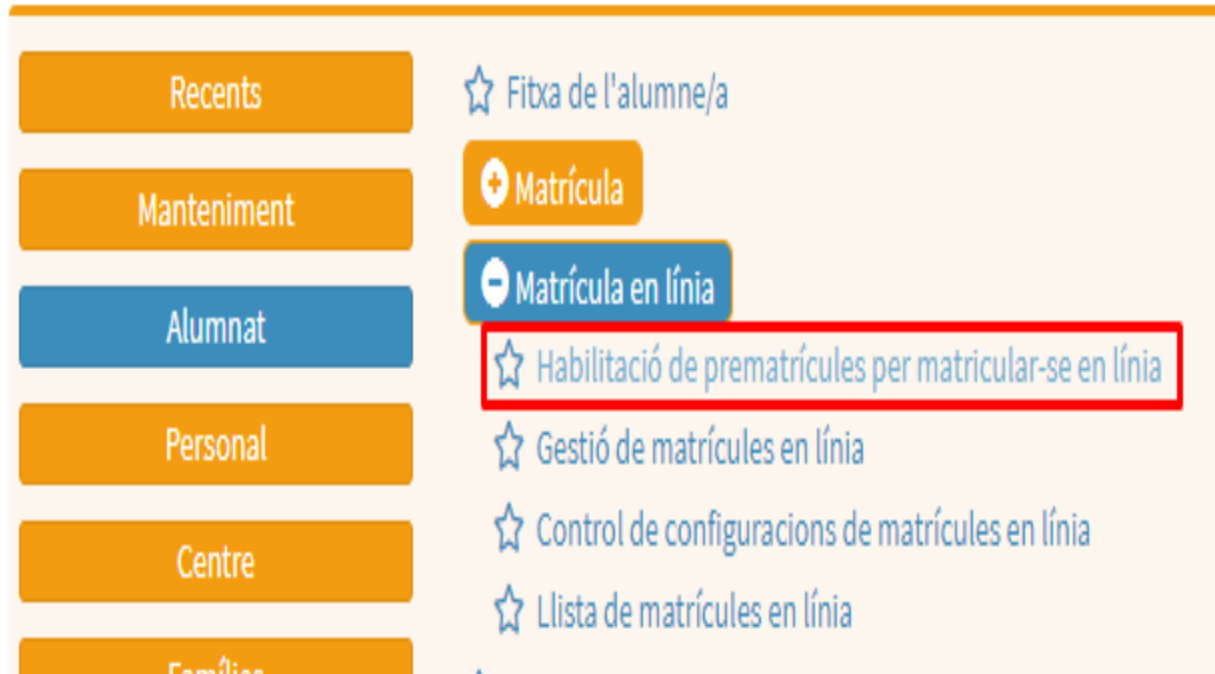 Recents
Manteniment
Alumnat
Personal
Centre
Famílies
Fitxa de l'alumne/a
Matrícula
Matrícula en línia
Habilitació de prematrícules per matricular-se en línia
Gestió de matrícules en línia
Control de configuracions de matrícules en línia
Llista de matrícules en línia